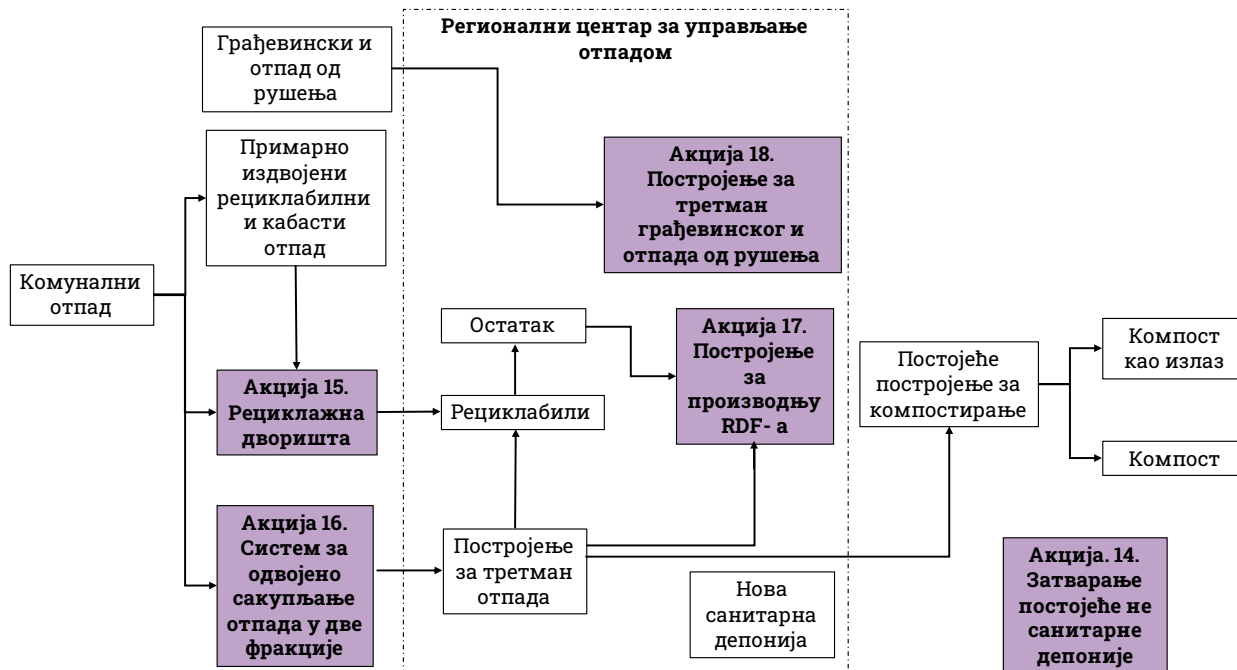 Регионални центар за управљање
отпадом
Грађевински и
отпад од
рушења
Примарно
издвојени
рециклабилни
и кабасти
отпад
Акција 18.
Постројење за
третман
грађевинског и
отпада од рушења
Комунални
отпад
Остатак
Акција 17.
Постројење
за
производњу
RDF- а
Компост
као излаз
Постојеће
постројење за
компостирање
Акција 15.
Рециклажна
дворишта
Рециклабили
Компост
Акција 16.
Систем за
одвојено
сакупљање
отпада у две
фракције
Постројење
за третман
отпада
Нова
санитарна
депонија
Акција. 14.
Затварање
постојеће не
санитарне
депоније